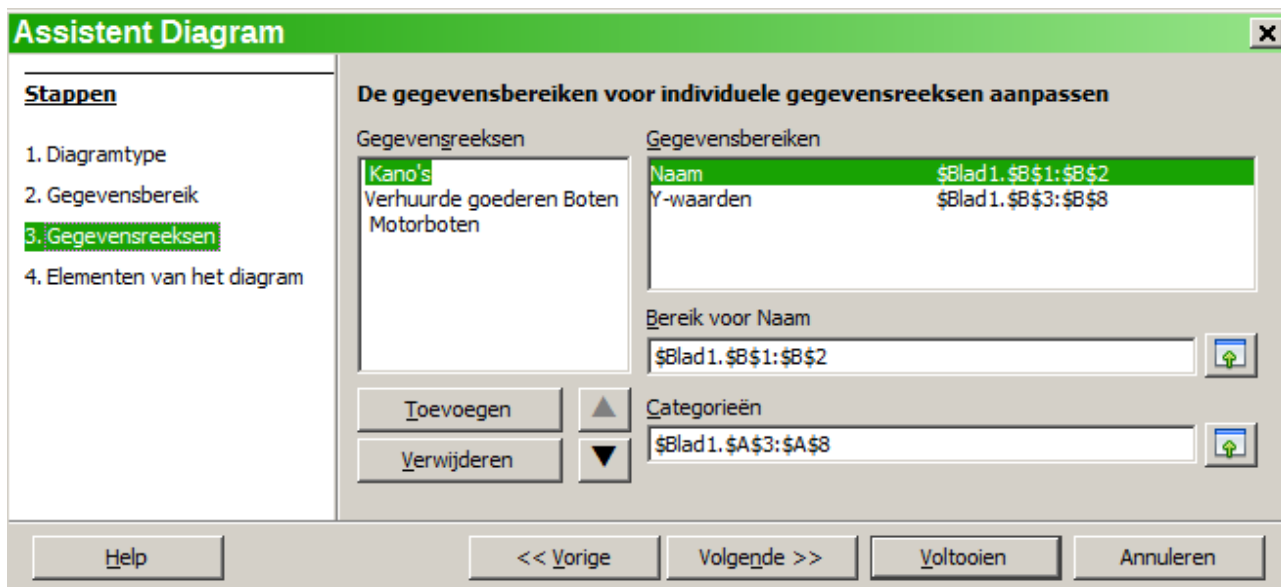 Assistent Diagram
Stappen
1. Diagramtype
2. Gegevensbereik
3. Gegevensreeksen
4. Elementen van het diagram
De gegevensbereiken voor individuele gegevensreeksen aanpassen
Gegevensreeksen
Kano's
Verhuurde goederen Boten
Motorboten
Toevoegen
Verwijderen
Gegevensbereiken
Naam $Blad1.$B$1:$B$2
Y-waarden $Blad1.$B$3:$B$8
Bereik voor Naam
$Blad1.$B$1:$B$2
Categorieën
$Blad1.$A$3:$A$8
Help
<< Vorige
Volgende >>
Voltooien
Annuleren